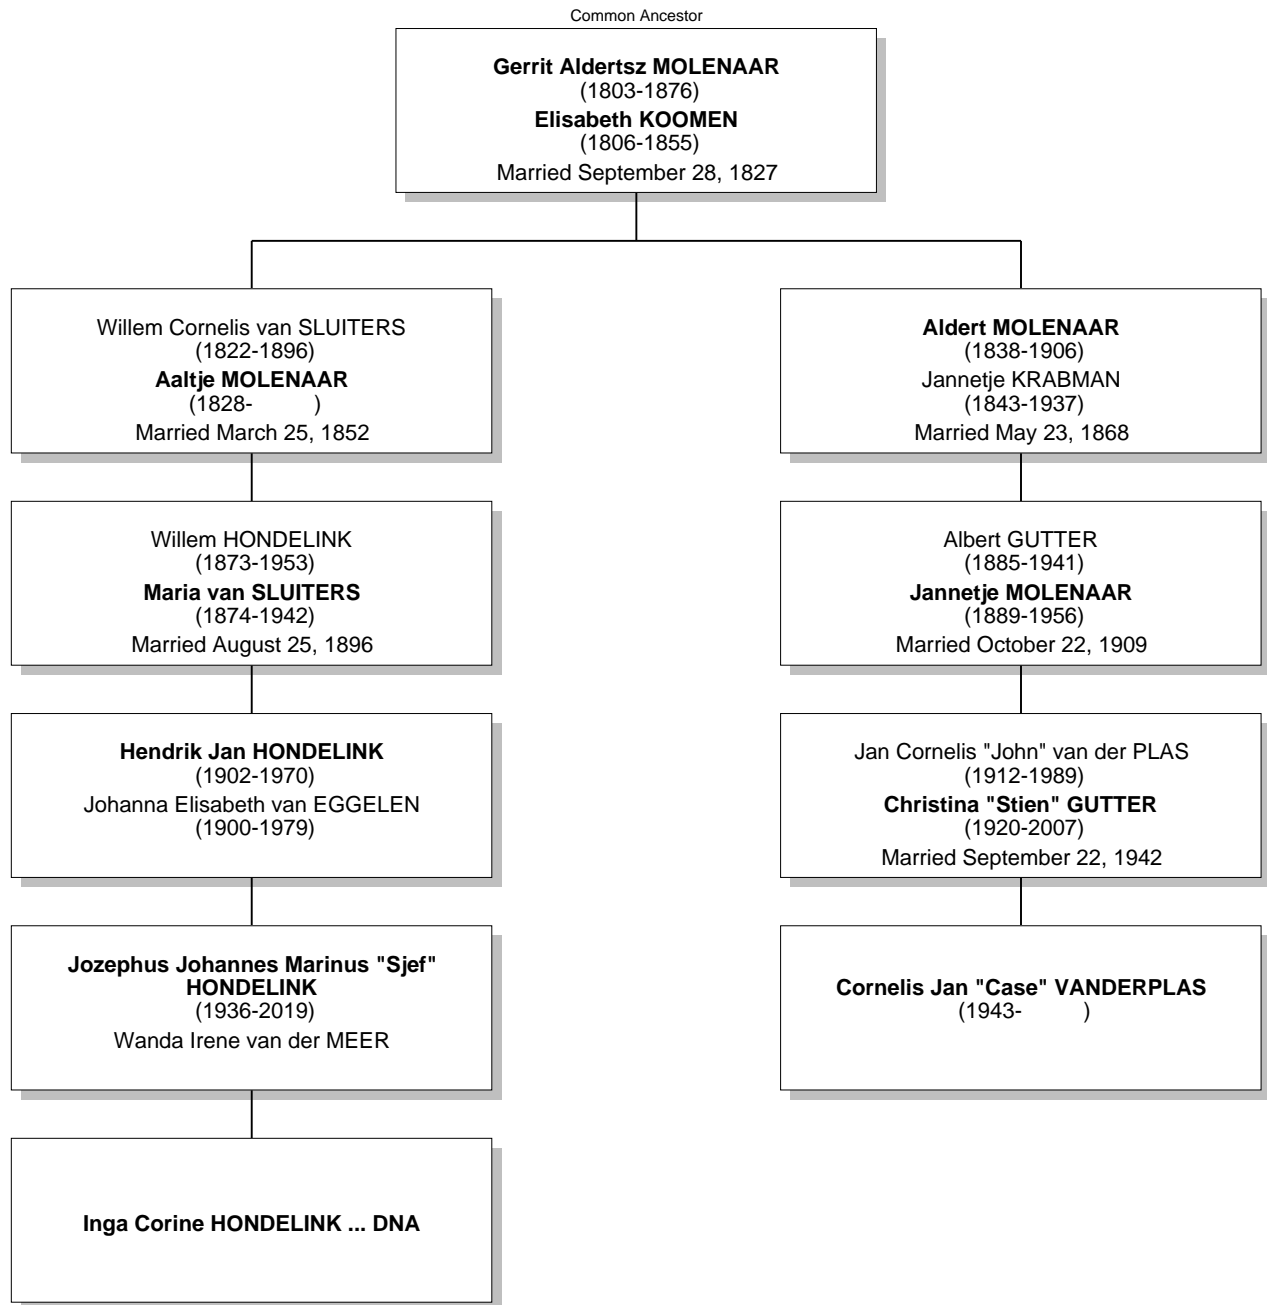 Common Ancestor
Gerrit Aldertsz MOLENAAR
(1803-1876)
Elisabeth KOOMEN
(1806-1855)
Married September 28, 1827
Willem Cornelis van SLUITERS
(1822-1896)
Aaltje MOLENAAR
(1828- )
Married March 25, 1852
Aldert MOLENAAR
(1838-1906)
Jannetje KRABMAN
(1843-1937)
Married May 23, 1868
Willem HONDELINK
(1873-1953)
Maria van SLUITERS
(1874-1942)
Married August 25, 1896
Albert GUTTER
(1885-1941)
Jannetje MOLENAAR
(1889-1956)
Married October 22, 1909
Hendrik Jan HONDELINK
(1902-1970)
Johanna Elisabeth van EGGELEN
(1900-1979)
Jan Cornelis "John" van der PLAS
(1912-1989)
Christina "Stien" GUTTER
(1920-2007)
Married September 22, 1942
Jozephus Johannes Marinus "Sjef"
HONDELINK
(1936-2019)
Wanda Irene van der MEER
Cornelis Jan "Case" VANDERPLAS
(1943- )
Inga Corine HONDELINK ... DNA